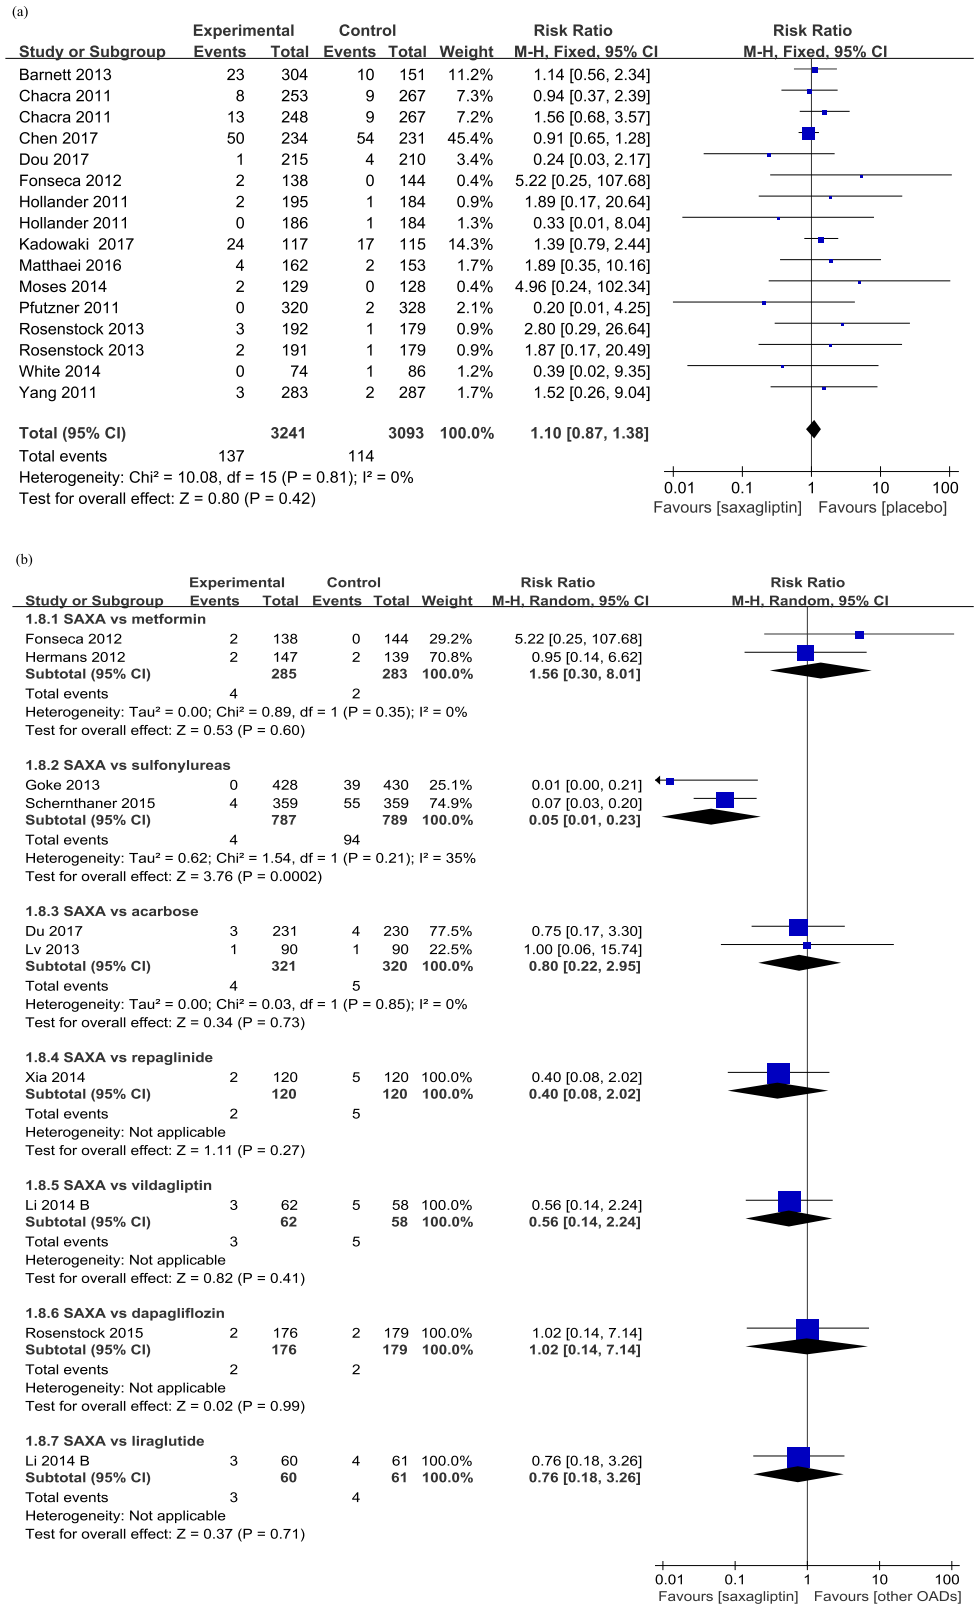 (a)
Experimental Control Risk Ratio Risk Ratio
Study or Subgroup Events Total Events Total Weight M-H, Fixed, 95% CI M-H, Fixed, 95% CI
Barnett 2013 23 304 10 151 11.2% 1.14 [0.56, 2.34]
Chacra 2011 8 253 9 267 7.3% 0.94 [0.37, 2.39]
Chacra 2011 13 248 9 267 7.2% 1.56 [0.68, 3.57]
Chen 2017 50 234 54 231 45.4% 0.91 [0.65, 1.28]
Dou 2017 1 215 4 210 3.4% 0.24 [0.03, 2.17]
Fonseca 2012 2 138 0 144 0.4% 5.22 [0.25, 107.68]
Hollander 2011 2 195 1 184 0.9% 1.89 [0.17, 20.64]
Hollander 2011 0 186 1 184 1.3% 0.33 [0.01, 8.04]
Kadowaki 2017 24 117 17 115 14.3% 1.39 [0.79, 2.44]
Matthaei 2016 4 162 2 153 1.7% 1.89 [0.35, 10.16]
Moses 2014 2 129 0 128 0.4% 4.96 [0.24, 102.34]
Pfutzner 2011 0 320 2 328 2.1% 0.20 [0.01, 4.25]
Rosenstock 2013 3 192 1 179 0.9% 2.80 [0.29, 26.64]
Rosenstock 2013 2 191 1 179 0.9% 1.87 [0.17, 20.49]
White 2014 0 74 1 86 1.2% 0.39 [0.02, 9.35]
Yang 2011 3 283 2 287 1.7% 1.52 [0.26, 9.04]
Total (95% CI) 3241 3093 100.0% 1.10 [0.87, 1.38]
Total events 137 114
Heterogeneity: Chi² = 10.08, df = 15 (P = 0.81); I² = 0%
Test for overall effect: Z = 0.80 (P = 0.42)
0.01 0.1 1 10 100
Favours [saxagliptin] Favours [placebo]
(b)
Experimental Control Risk Ratio Risk Ratio
Study or Subgroup Events Total Events Total Weight M-H, Random, 95% CI M-H, Random, 95% CI
1.8.1 SAXA vs metformin
Fonseca 2012 2 138 0 144 29.2% 5.22 [0.25, 107.68]
Hermans 2012 2 147 2 139 70.8% 0.95 [0.14, 6.62]
Subtotal (95% CI) 285 283 100.0% 1.56 [0.30, 8.01]
Total events 4 2
Heterogeneity: Tau² = 0.00; Chi² = 0.89, df = 1 (P = 0.35); I² = 0%
Test for overall effect: Z = 0.53 (P = 0.60)
1.8.2 SAXA vs sulfonylureas
Goke 2013 0 428 39 430 25.1% 0.01 [0.00, 0.21]
Schernthaner 2015 4 359 55 359 74.9% 0.07 [0.03, 0.20]
Subtotal (95% CI) 787 789 100.0% 0.05 [0.01, 0.23]
Total events 4 94
Heterogeneity: Tau² = 0.62; Chi² = 1.54, df = 1 (P = 0.21); I² = 35%
Test for overall effect: Z = 3.76 (P = 0.0002)
1.8.3 SAXA vs acarbose
Du 2017 3 231 4 230 77.5% 0.75 [0.17, 3.30]
Lv 2013 1 90 1 90 22.5% 1.00 [0.06, 15.74]
Subtotal (95% CI) 321 320 100.0% 0.80 [0.22, 2.95]
Total events 4 5
Heterogeneity: Tau² = 0.00; Chi² = 0.03, df = 1 (P = 0.85); I² = 0%
Test for overall effect: Z = 0.34 (P = 0.73)
1.8.4 SAXA vs repaglinide
Xia 2014 2 120 5 120 100.0% 0.40 [0.08, 2.02]
Subtotal (95% CI) 120 120 100.0% 0.40 [0.08, 2.02]
Total events 2 5
Heterogeneity: Not applicable
Test for overall effect: Z = 1.11 (P = 0.27)
1.8.5 SAXA vs vildagliptin
Li 2014 B 3 62 5 58 100.0% 0.56 [0.14, 2.24]
Subtotal (95% CI) 62 58 100.0% 0.56 [0.14, 2.24]
Total events 3 5
Heterogeneity: Not applicable
Test for overall effect: Z = 0.82 (P = 0.41)
1.8.6 SAXA vs dapagliflozin
Rosenstock 2015 2 176 2 179 100.0% 1.02 [0.14, 7.14]
Subtotal (95% CI) 176 179 100.0% 1.02 [0.14, 7.14]
Total events 2 2
Heterogeneity: Not applicable
Test for overall effect: Z = 0.02 (P = 0.99)
1.8.7 SAXA vs liraglutide
Li 2014 B 3 60 4 61 100.0% 0.76 [0.18, 3.26]
Subtotal (95% CI) 60 61 100.0% 0.76 [0.18, 3.26]
Total events 3 4
Heterogeneity: Not applicable
Test for overall effect: Z = 0.37 (P = 0.71)
0.01 0.1 1 10 100
Favours [saxagliptin] Favours [other OADs]